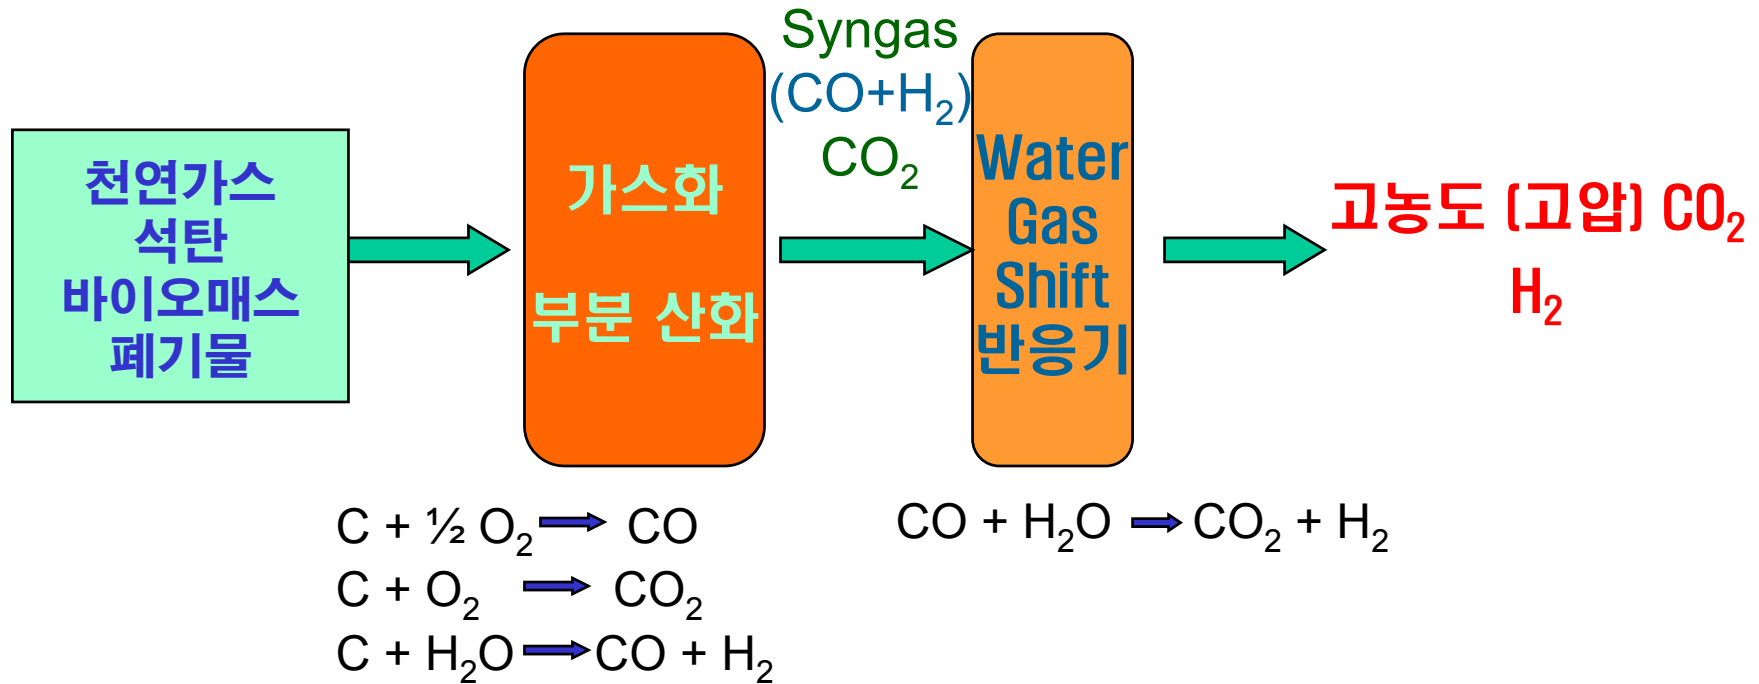 천연가스
석탄
바이오매스
폐기물
가스화
부분 산화
Syngas
(CO+H₂)
CO₂
Water
Gas
Shift
반응기
고농도 (고압) CO₂
H₂
C + ½ O₂ → CO
C + O₂ → CO₂
C + H₂O → CO + H₂
CO + H₂O → CO₂ + H₂